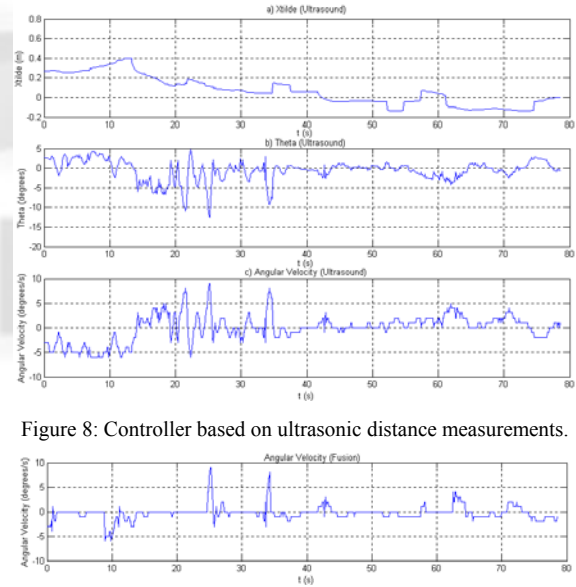 a) Xtilde (Ultrasound)
Xtilde (m)
0.8
0.6
0.4
0.2
0
-0.2
0 10 20 30 40 50 60 70 80
t (s)
b) Theta (Ultrasound)
Theta (degrees)
5
0
-5
-10
-15
-20
0 10 20 30 40 50 60 70 80
t (s)
c) Angular Velocity (Ultrasound)
Angular Velocity (degrees/s)
10
5
0
-5
-10
0 10 20 30 40 50 60 70 80
t (s)
Figure 8: Controller based on ultrasonic distance measurements.
Angular Velocity (Fusion)
Angular Velocity (degrees/s)
10
5
0
-5
-10
0 10 20 30 40 50 60 70 80
t (s)